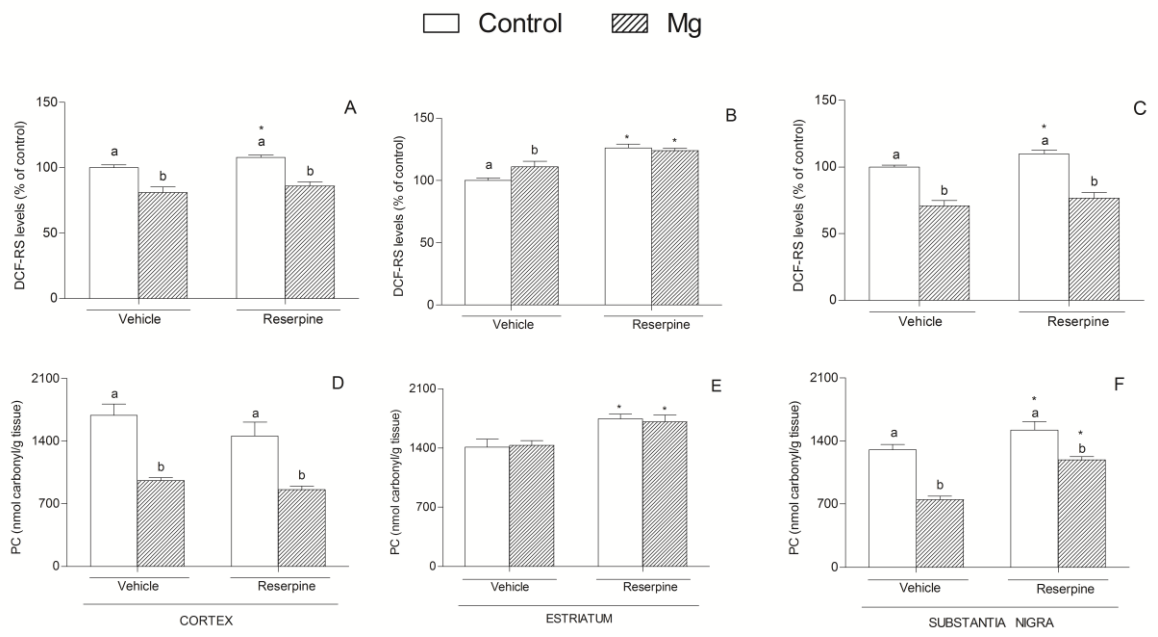 Control Mg
A
DCF-RS levels (% of control)
150
100
50
0
a
b
*
a
b
Vehicle Reserpine
B
DCF-RS levels (% of control)
150
100
50
0
a
b
*
*
Vehicle Reserpine
C
DCF-RS levels (% of control)
150
100
50
0
a
b
*
a
b
Vehicle Reserpine
D
PC (nmol carbonyl/g tissue)
2100
1400
700
0
a
b
a
b
Vehicle Reserpine
CORTEX
E
PC (nmol carbonyl/g tissue)
2100
1400
700
0
*
*
Vehicle Reserpine
ESTRIATUM
F
PC (nmol carbonyl/g tissue)
2100
1400
700
0
a
b
*
a
*
b
Vehicle Reserpine
SUBSTANTIA NIGRA